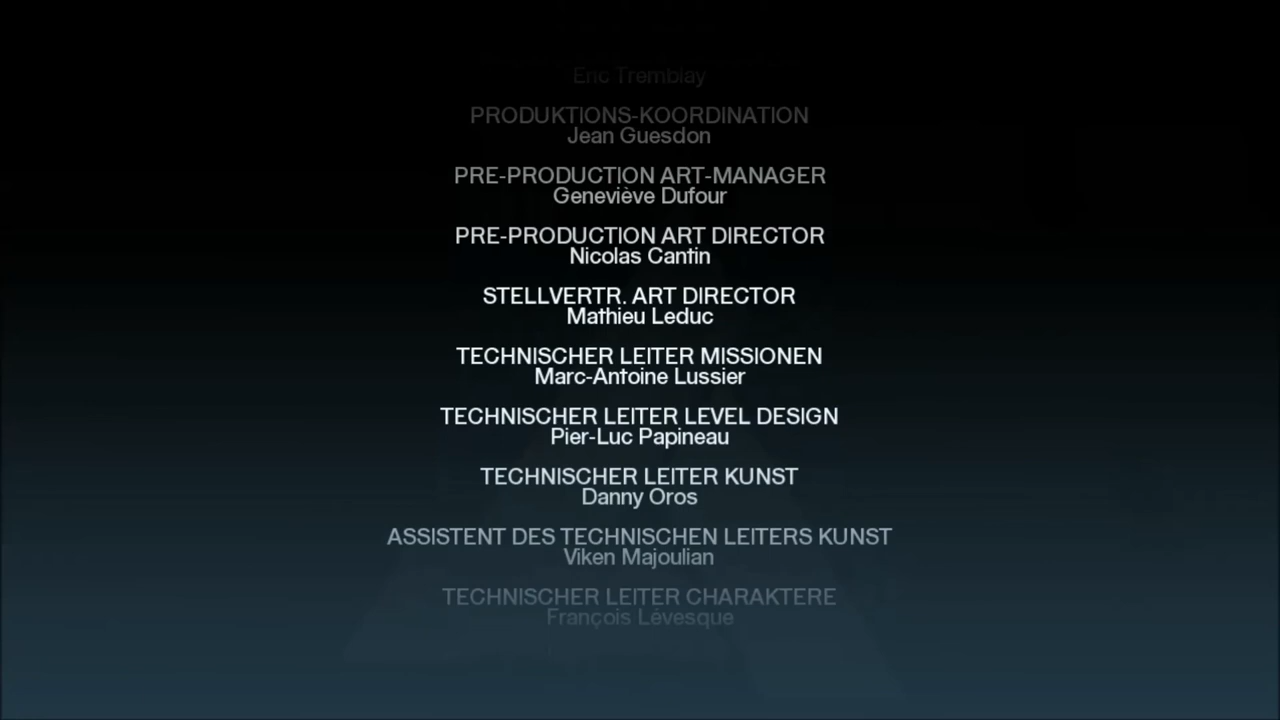 Eric Tremblay
PRODUKTIONS-KOORDINATION
Jean Guesdon
PRE-PRODUCTION ART-MANAGER
Geneviève Dufour
PRE-PRODUCTION ART DIRECTOR
Nicolas Cantin
STELLVERTR. ART DIRECTOR
Mathieu Leduc
TECHNISCHER LEITER MISSIONEN
Marc-Antoine Lussier
TECHNISCHER LEITER LEVEL DESIGN
Pier-Luc Papineau
TECHNISCHER LEITER KUNST
Danny Oros
ASSISTENT DES TECHNISCHEN LEITERS KUNST
Viken Majoulian
TECHNISCHER LEITER CHARAKTERE
François Lévesque